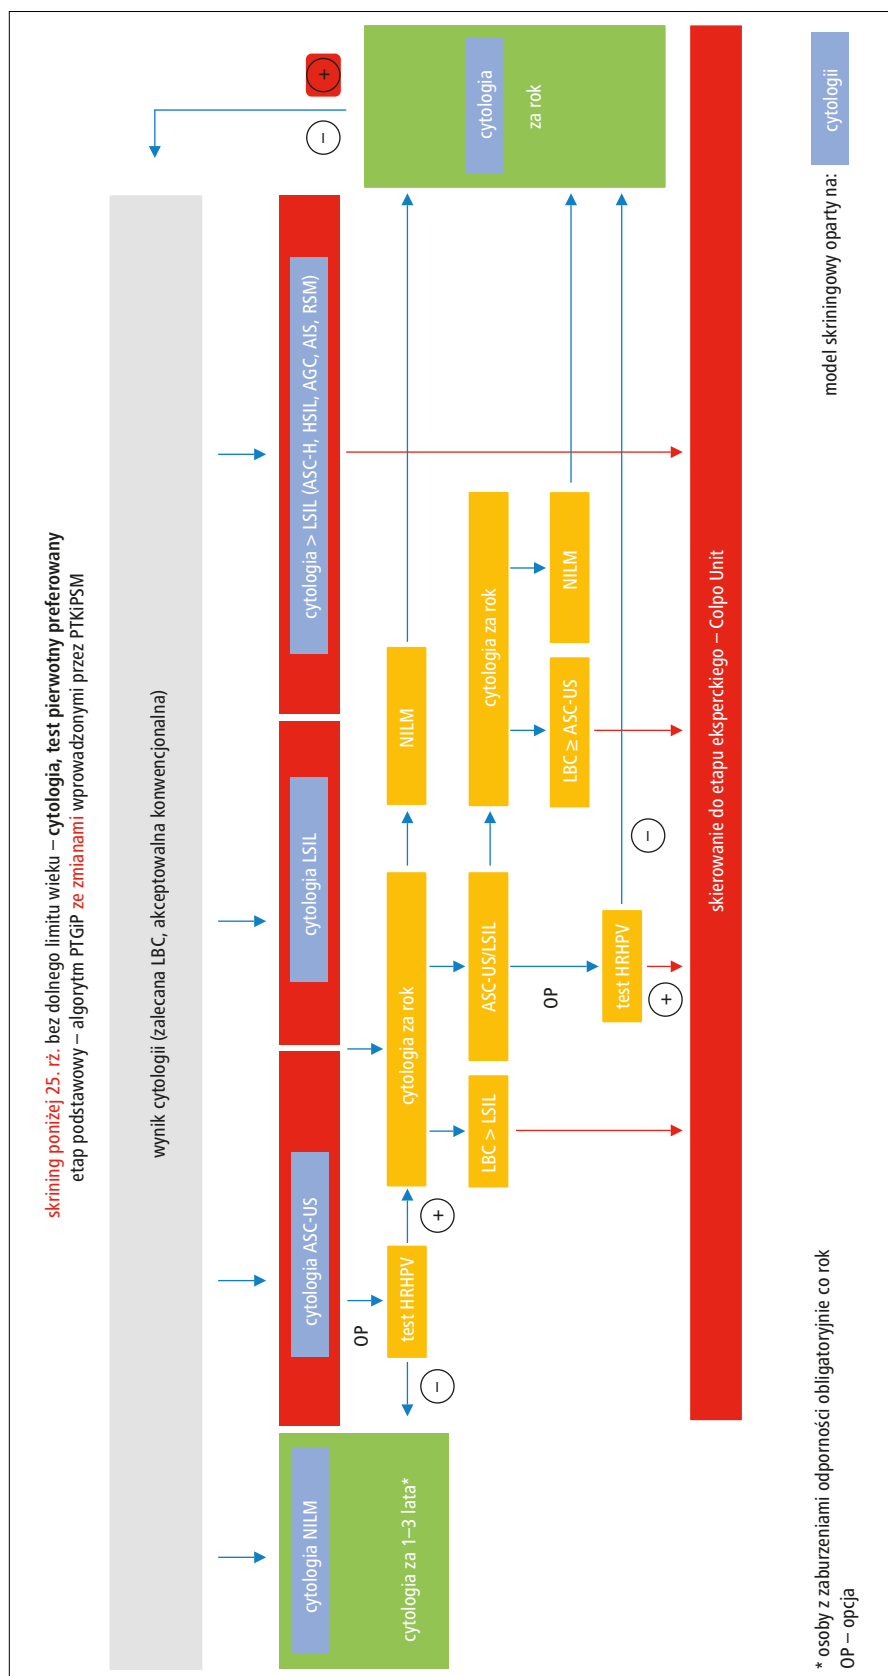 skrining poniżej 25. rż. bez dolnego limitu wieku – cytologia, test pierwotny preferowany
etap podstawowy – algorytm PTGiP ze zmianami wprowadzonymi przez PTKiPSM
wynik cytologii (zalecana LBC, akceptowalna konwencjonalna)
cytologia NILM
cytologia ASC-US
cytologia LSIL
cytologia > LSIL (ASC-H, HSIL, AGC, AIS, RSM)
+
–
cytologia za 1–3 lata*
OP
–
test HRHPV
+
cytologia za rok
NILM
LBC > LSIL
ASC-US/LSIL
cytologia za rok
cytologia
za rok
OP
LBC ≥ ASC-US
NILM
test HRHPV
–
+
skierowanie do etapu eksperckiego – Colpo Unit
* osoby z zaburzeniami odporności obligatoryjnie co rok
OP – opcja
model skriningowy oparty na:
cytologii